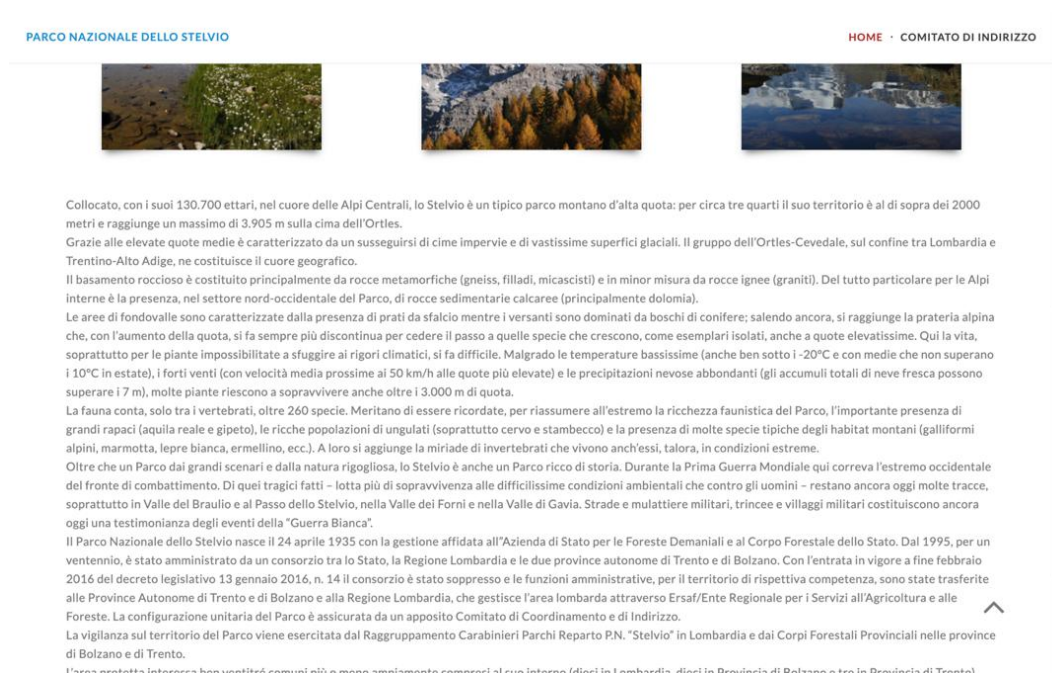 PARCO NAZIONALE DELLO STELVIO
HOME · COMITATO DI INDIRIZZO
Collocato, con i suoi 130.700 ettari, nel cuore delle Alpi Centrali, lo Stelvio è un tipico parco montano d'alta quota: per circa tre quarti il suo territorio è al di sopra dei 2000
metri e raggiunge un massimo di 3.905 m sulla cima dell'Ortles.
Grazie alle elevate quote medie è caratterizzato da un susseguirsi di cime impervie e di vastissime superfici glaciali. Il gruppo dell'Ortles-Cevedale, sul confine tra Lombardia e
Trentino-Alto Adige, ne costituisce il cuore geografico.
Il basamento roccioso è costituito principalmente da rocce metamorfiche (gneiss, filladi, micascisti) e in minor misura da rocce ignee (graniti). Del tutto particolare per le Alpi
interne è la presenza, nel settore nord-occidentale del Parco, di rocce sedimentarie calcaree (principalmente dolomia).
Le aree di fondovalle sono caratterizzate dalla presenza di prati da sfalcio mentre i versanti sono dominati da boschi di conifere; salendo ancora, si raggiunge la prateria alpina
che, con l'aumento della quota, si fa sempre più discontinua per cedere il passo a quelle specie che crescono, come esemplari isolati, anche a quote elevatissime. Qui la vita,
soprattutto per le piante impossibilitate a sfuggire ai rigori climatici, si fa difficile. Malgrado le temperature bassissime (anche ben sotto i -20°C e con medie che non superano
i 10°C in estate), i forti venti (con velocità media prossime ai 50 km/h alle quote più elevate) e le precipitazioni nevose abbondanti (gli accumuli totali di neve fresca possono
superare i 7 m), molte piante riescono a sopravvivere anche oltre i 3.000 m di quota.
La fauna conta, solo tra i vertebrati, oltre 260 specie. Meritano di essere ricordate, per riassumere all'estremo la ricchezza faunistica del Parco, l'importante presenza di
grandi rapaci (aquila reale e gipeto), le ricche popolazioni di ungulati (soprattutto cervo e stambecco) e la presenza di molte specie tipiche degli habitat montani (galliformi
alpini, marmotta, lepre bianca, ermellino, ecc.). A loro si aggiunge la miriade di invertebrati che vivono anch'essi, talora, in condizioni estreme.
Oltre che un Parco dai grandi scenari e dalla natura rigogliosa, lo Stelvio è anche un Parco ricco di storia. Durante la Prima Guerra Mondiale qui correva l'estremo occidentale
del fronte di combattimento. Di quei tragici fatti – lotta più di sopravvivenza alle difficilissime condizioni ambientali che contro gli uomini – restano ancora oggi molte tracce,
soprattutto in Valle del Braulio e al Passo dello Stelvio, nella Valle dei Forni e nella Valle di Gavia. Strade e mulattiere militari, trincee e villaggi militari costituiscono ancora
oggi una testimonianza degli eventi della "Guerra Bianca".
Il Parco Nazionale dello Stelvio nasce il 24 aprile 1935 con la gestione affidata all"Azienda di Stato per le Foreste Demaniali e al Corpo Forestale dello Stato. Dal 1995, per un
ventennio, è stato amministrato da un consorzio tra lo Stato, la Regione Lombardia e le due province autonome di Trento e di Bolzano. Con l'entrata in vigore a fine febbraio
2016 del decreto legislativo 13 gennaio 2016, n. 14 il consorzio è stato soppresso e le funzioni amministrative, per il territorio di rispettiva competenza, sono state trasferite
alle Province Autonome di Trento e di Bolzano e alla Regione Lombardia, che gestisce l'area lombarda attraverso Ersaf/Ente Regionale per i Servizi all'Agricoltura e alle
Foreste. La configurazione unitaria del Parco è assicurata da un apposito Comitato di Coordinamento e di Indirizzo.
La vigilanza sul territorio del Parco viene esercitata dal Raggruppamento Carabinieri Parchi Reparto P.N. "Stelvio" in Lombardia e dai Corpi Forestali Provinciali nelle province
di Bolzano e di Trento.
L'area protetta interessa ben ventitré comuni più o meno ampiamente compresi al suo interno (dieci in Lombardia, dieci in Provincia di Bolzano e tre in Provincia di Trento)